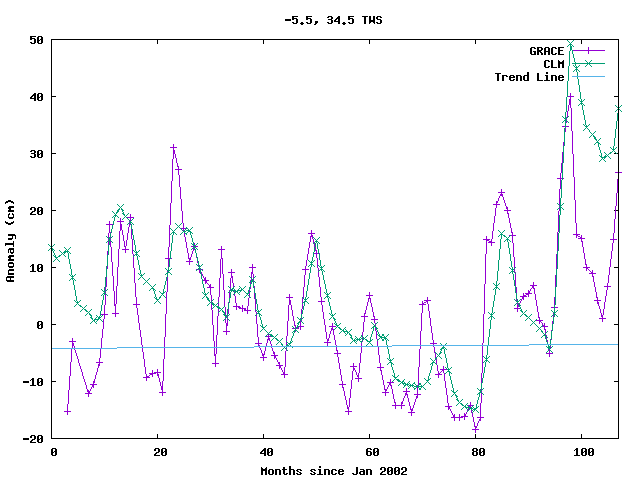 -5.5, 34.5 TWS
GRACE
CLM
Trend Line
50
40
30
20
10
0
-10
-20
Anomaly (cm)
0 20 40 60 80 100
Months since Jan 2002